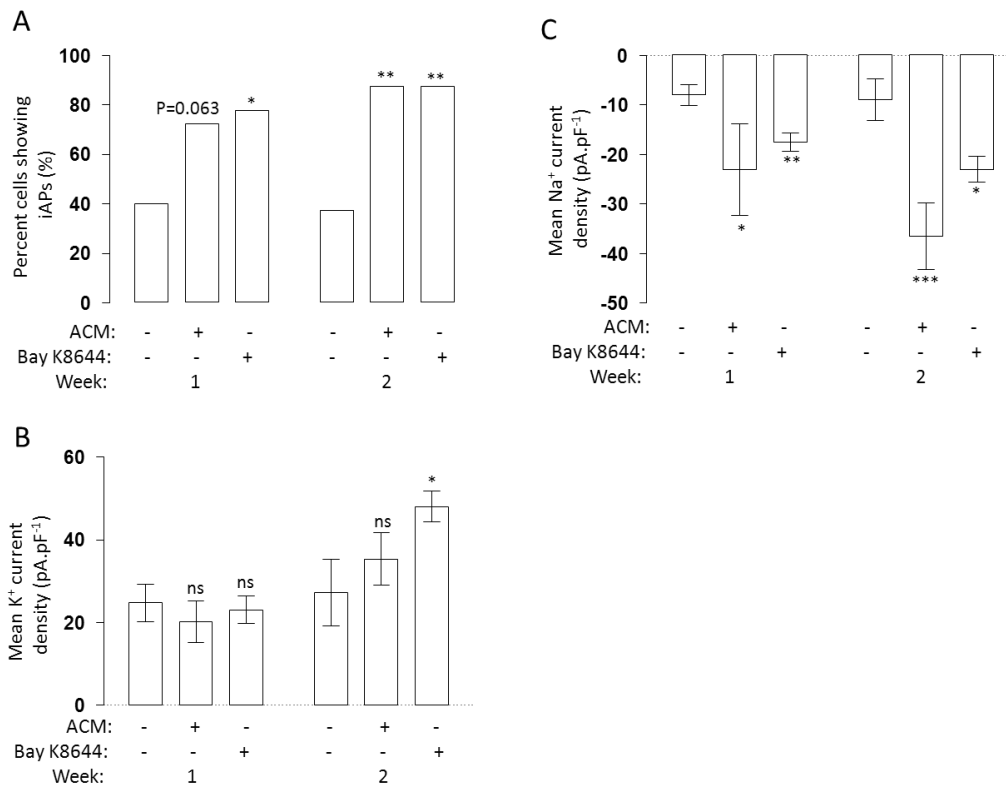 A
Percent cells showing
iAPs (%)
100
80
60
40
20
0
P=0.063
*
**
**
ACM: - + - - + -
Bay K8644: - - + - - +
Week: 1 2
C
Mean Na⁺ current
density (pA.pF⁻¹)
0
-10
-20
-30
-40
-50
*
**
***
*
ACM: - + - - + -
Bay K8644: - - + - - +
Week: 1 2
B
Mean K⁺ current
density (pA.pF⁻¹)
60
40
20
0
ns
ns
ns
*
ACM: - + - - + -
Bay K8644: - - + - - +
Week: 1 2